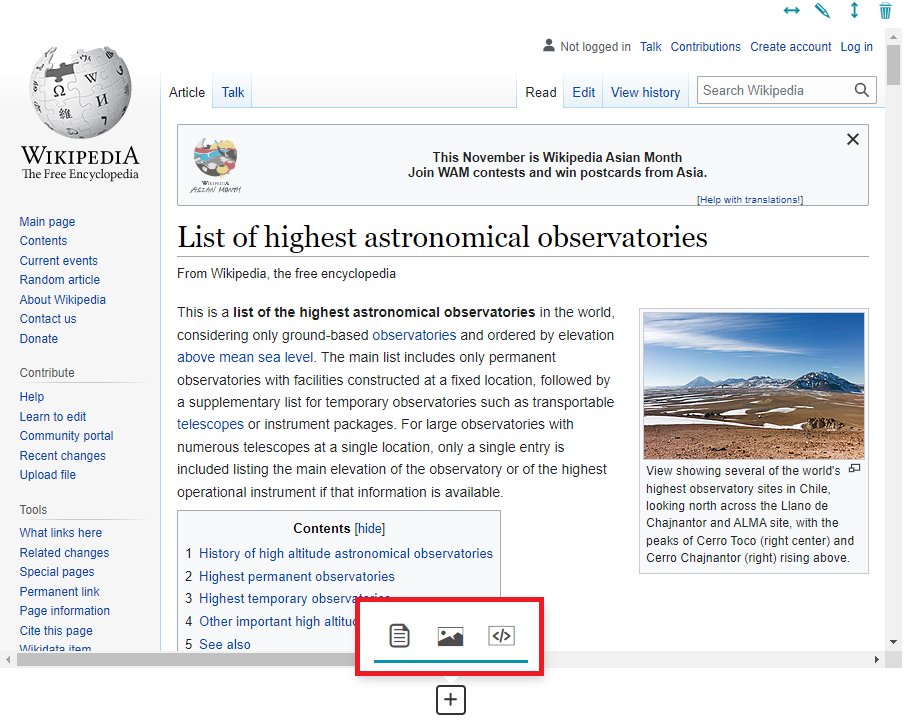 Not logged in Talk Contributions Create account Log in
Article Talk Read Edit View history Search Wikipedia
WIKIPEDIA
The Free Encyclopedia
This November is Wikipedia Asian Month
Join WAM contests and win postcards from Asia.
[Help with translations!]
WIKIPEDIA
ASIAN MONTH
Main page
Contents
Current events
Random article
About Wikipedia
Contact us
Donate
Contribute
Help
Learn to edit
Community portal
Recent changes
Upload file
Tools
What links here
Related changes
Special pages
Permanent link
Page information
Cite this page
Wikidata item
List of highest astronomical observatories
From Wikipedia, the free encyclopedia
This is a list of the highest astronomical observatories in the world,
considering only ground-based observatories and ordered by elevation
above mean sea level. The main list includes only permanent
observatories with facilities constructed at a fixed location, followed by
a supplementary list for temporary observatories such as transportable
telescopes or instrument packages. For large observatories with
numerous telescopes at a single location, only a single entry is
included listing the main elevation of the observatory or of the highest
operational instrument if that information is available.
View showing several of the world's
highest observatory sites in Chile,
looking north across the Llano de
Chajnantor and ALMA site, with the
peaks of Cerro Toco (right center) and
Cerro Chajnantor (right) rising above.
Contents [hide]
1 History of high altitude astronomical observatories
2 Highest permanent observatories
3 Highest temporary observatories
4 Other important high altitu
5 See also